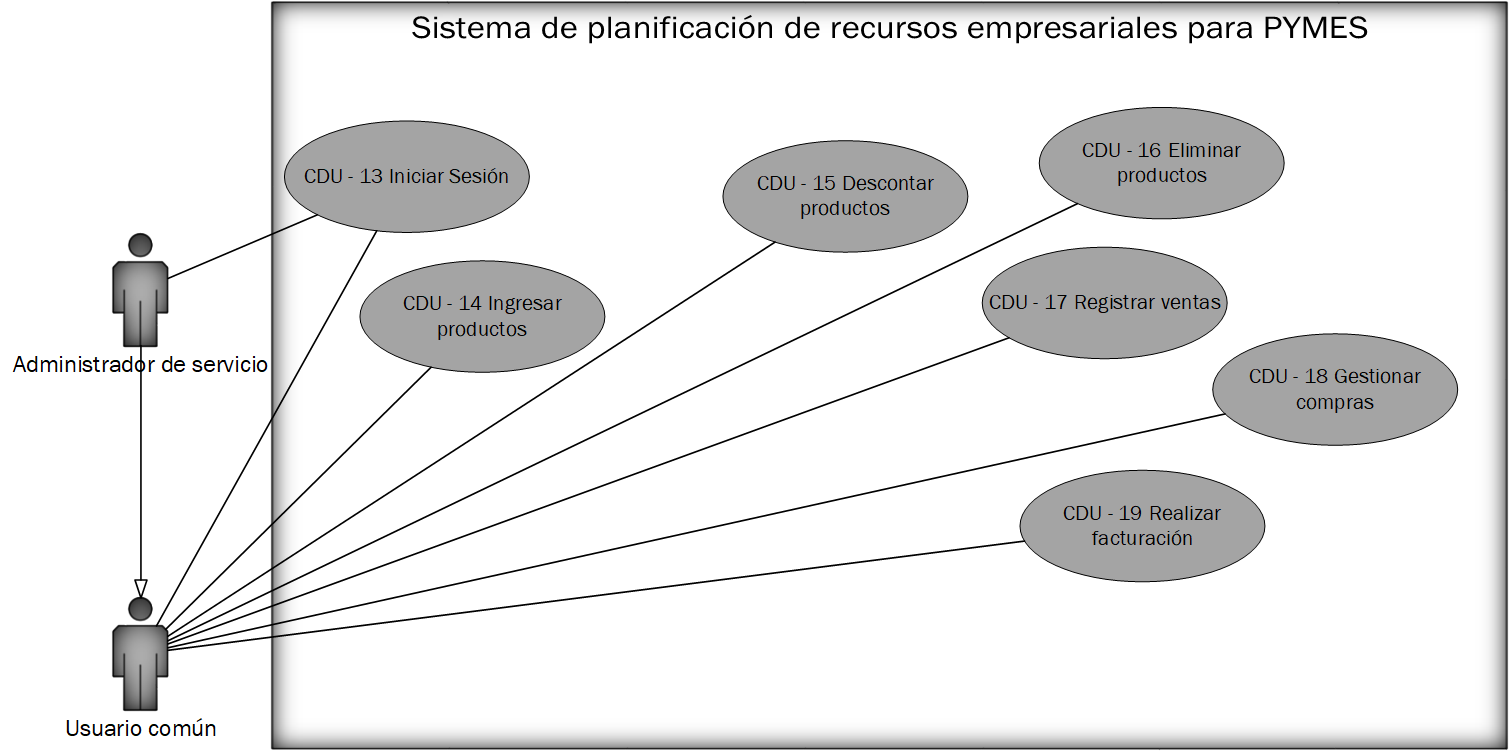 Sistema de planificación de recursos empresariales para PYMES
CDU - 13 Iniciar Sesión
CDU - 14 Ingresar
productos
CDU - 15 Descontar
productos
CDU - 16 Eliminar
productos
CDU - 17 Registrar ventas
CDU - 18 Gestionar
compras
CDU - 19 Realizar
facturación
Administrador de servicio
Usuario común